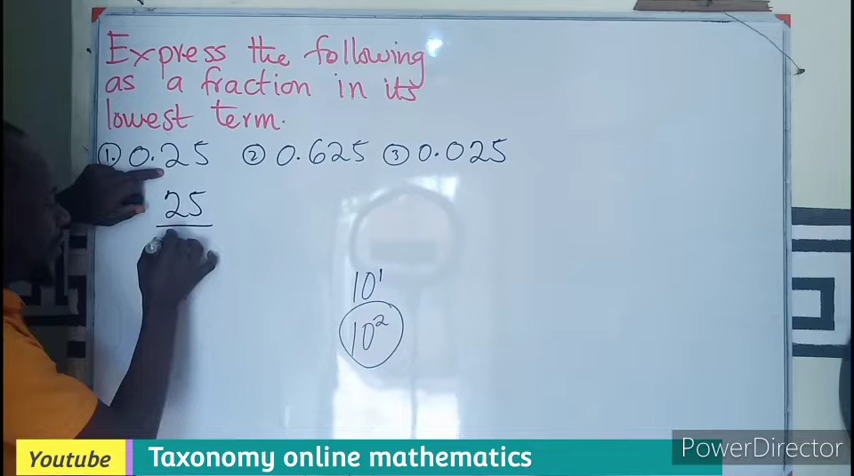 Express the following
as a fraction in its
lowest term.
① 0.25 ② 0.625 ③ 0.025
25
10¹
10²
PowerDirector
Youtube Taxonomy online mathematics